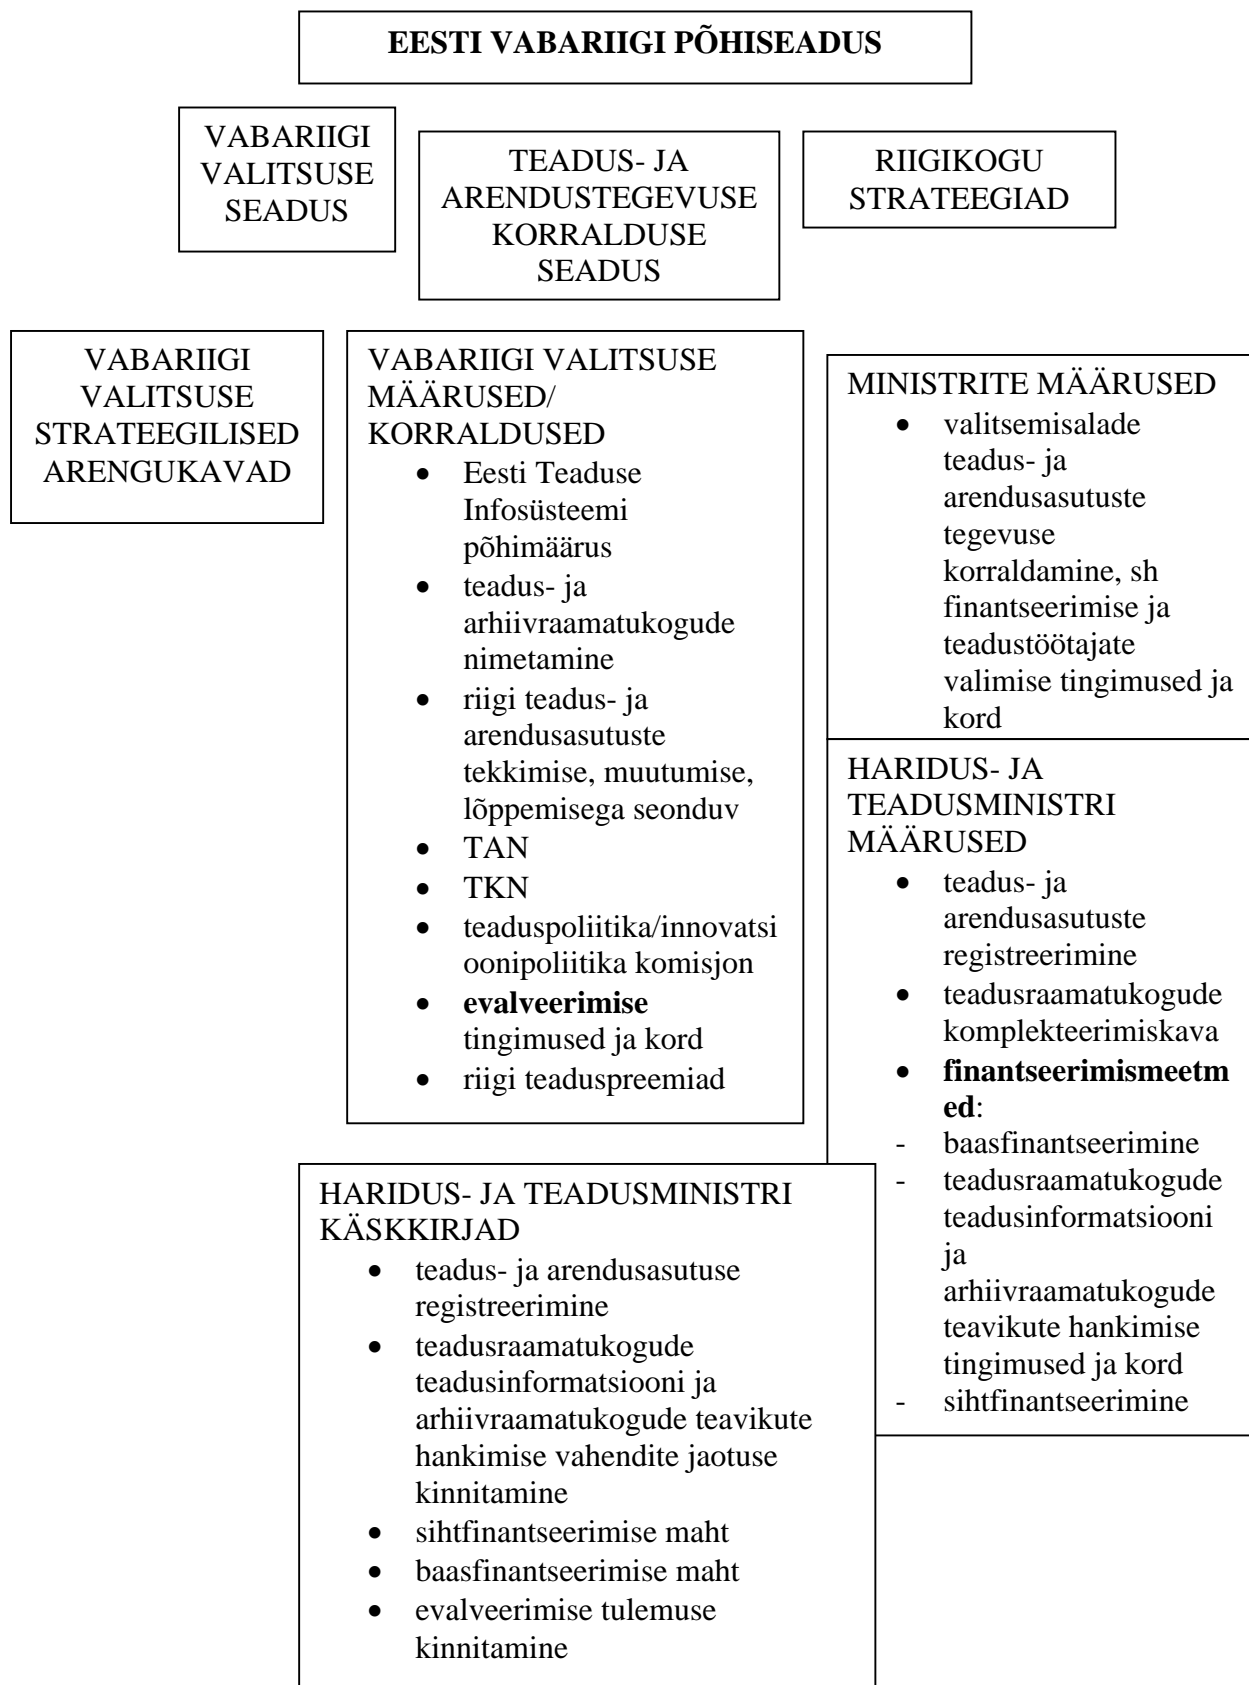 EESTI VABARIIGI PÕHISEADUS
VABARIIGI
VALITSUSE
SEADUS
TEADUS- JA
ARENDUSTEGEVUSE
KORRALDUSE
SEADUS
RIIGIKOGU
STRATEEGIAD
VABARIIGI
VALITSUSE
STRATEEGILISED
ARENGUKAVAD
VABARIIGI VALITSUSE
MÄÄRUSED/
KORRALDUSED
• Eesti Teaduse
Infosüsteemi
põhimäärus
• teadus- ja
arhiivraamatukogude
nimetamine
• riigi teadus- ja
arendusasutuste
tekkimise, muutumise,
lõppemisega seonduv
• TAN
• TKN
• teaduspoliitika/innovatsi
oonipoliitika komisjon
• evalveerimise
tingimused ja kord
• riigi teaduspreemiad
MINISTRITE MÄÄRUSED
• valitsemisalade
teadus- ja
arendusasutuste
tegevuse
korraldamine, sh
finantseerimise ja
teadustöötajate
valimise tingimused ja
kord
HARIDUS- JA
TEADUSMINISTRI
MÄÄRUSED
• teadus- ja
arendusasutuste
registreerimine
• teadusraamatukogude
komplekteerimiskava
• finantseerimismeetm
ed:
- baasfinantseerimine
- teadusraamatukogude
teadusinformatsiooni
ja
arhiivraamatukogude
teavikute hankimise
tingimused ja kord
- sihtfinantseerimine
HARIDUS- JA TEADUSMINISTRI
KÄSKKIRJAD
• teadus- ja arendusasutuse
registreerimine
• teadusraamatukogude
teadusinformatsiooni ja
arhiivraamatukogude teavikute
hankimise vahendite jaotuse
kinnitamine
• sihtfinantseerimise maht
• baasfinantseerimise maht
• evalveerimise tulemuse
kinnitamine